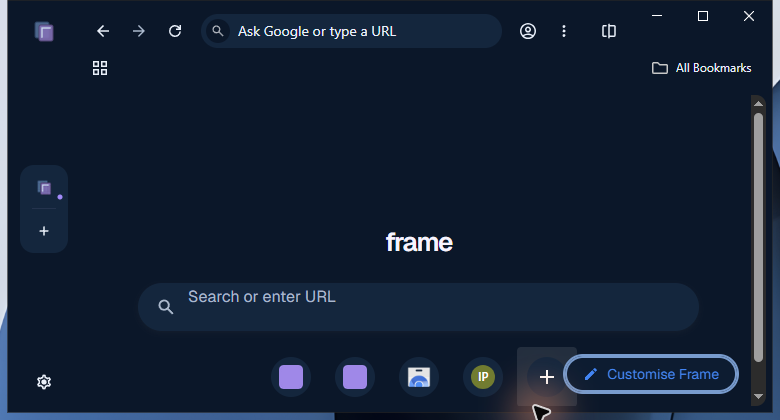 Ask Google or type a URL
All Bookmarks
frame
Search or enter URL
IP
Customise Frame